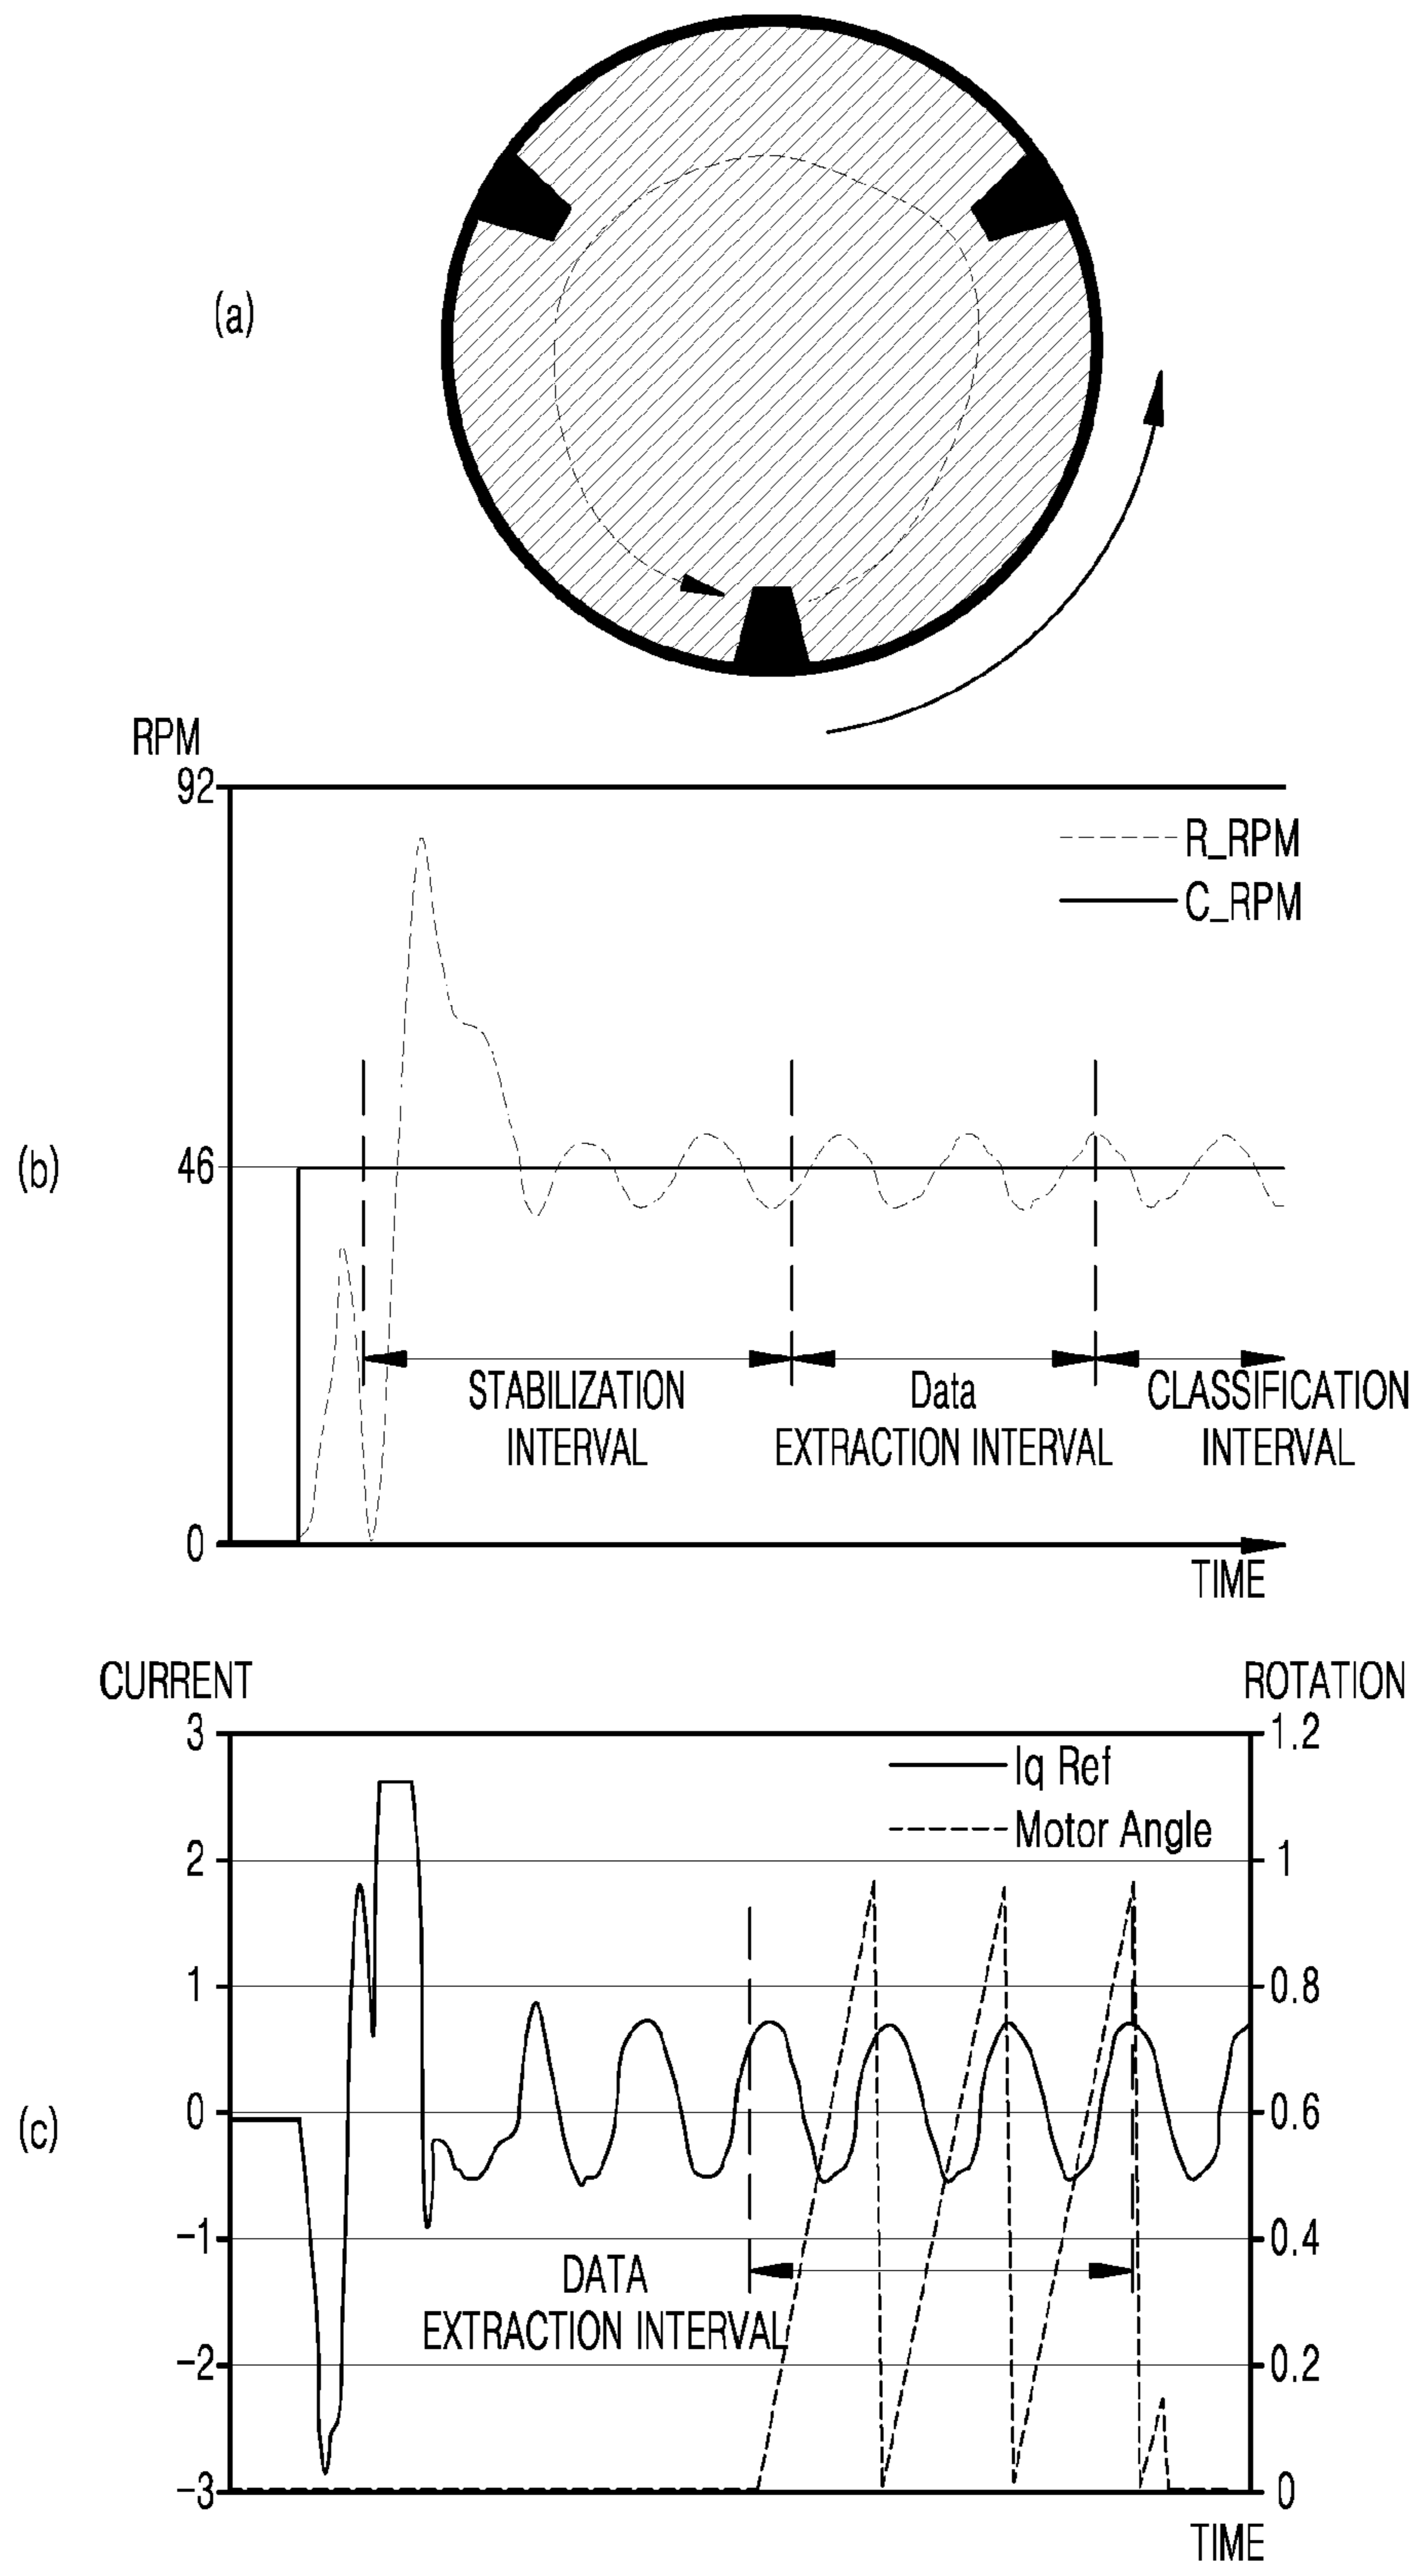 (a)
RPM
92
R_RPM
C_RPM
(b)
46
STABILIZATION
INTERVAL
Data
EXTRACTION INTERVAL
CLASSIFICATION
INTERVAL
0
TIME
CURRENT
ROTATION
3
1.2
Iq Ref
Motor Angle
2
1
1
0.8
(c)
0
0.6
-1
0.4
DATA
EXTRACTION INTERVAL
-2
0.2
-3
0
TIME